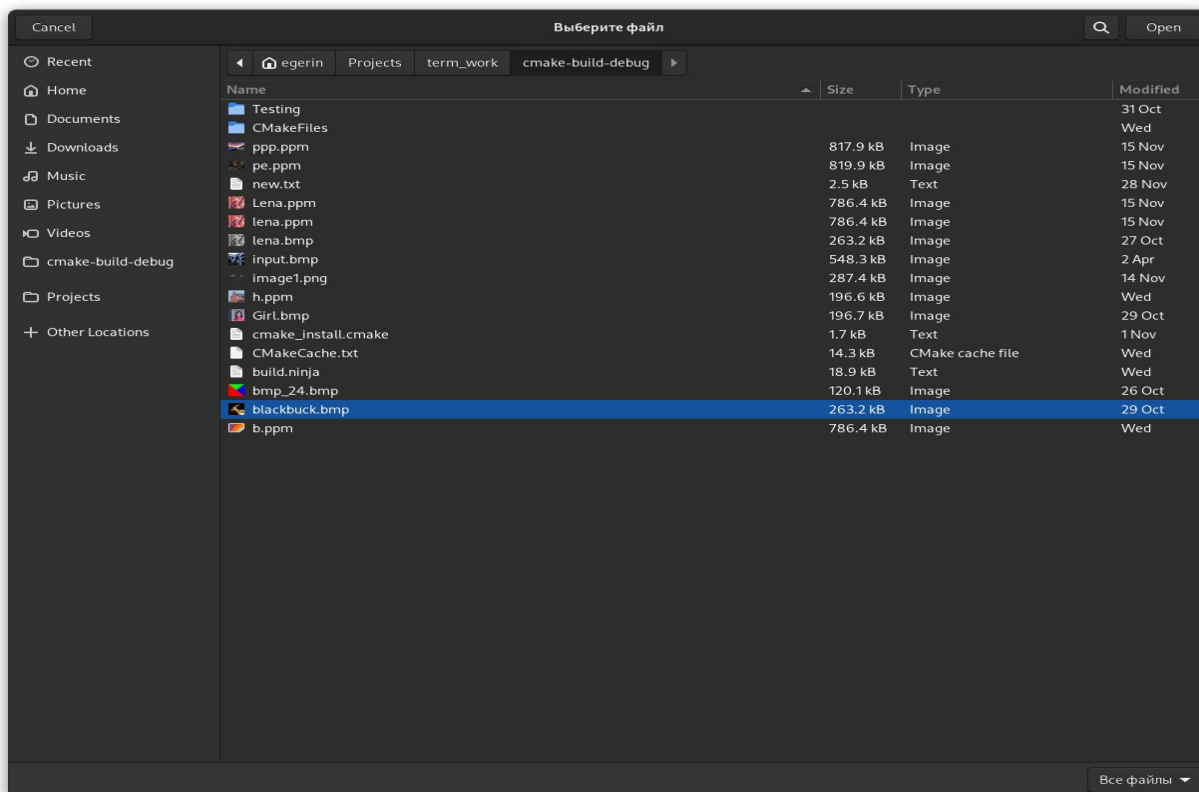 Cancel Выберите файл Open
Recent
Home
Documents
Downloads
Music
Pictures
Videos
cmake-build-debug
Projects
Other Locations
egerin Projects term_work cmake-build-debug
Name Size Type Modified
Testing 31 Oct
CMakeFiles Wed
ppp.ppm 817.9 kB Image 15 Nov
pe.ppm 819.9 kB Image 15 Nov
new.txt 2.5 kB Text 28 Nov
Lena.ppm 786.4 kB Image 15 Nov
lena.ppm 786.4 kB Image 15 Nov
lena.bmp 263.2 kB Image 27 Oct
input.bmp 548.3 kB Image 2 Apr
image1.png 287.4 kB Image 14 Nov
h.ppm 196.6 kB Image Wed
Girl.bmp 196.7 kB Image 29 Oct
cmake_install.cmake 1.7 kB Text 1 Nov
CMakeCache.txt 14.3 kB CMake cache file Wed
build.ninja 18.9 kB Text Wed
bmp_24.bmp 120.1 kB Image 26 Oct
blackbuck.bmp 263.2 kB Image 29 Oct
b.ppm 786.4 kB Image Wed
Все файлы